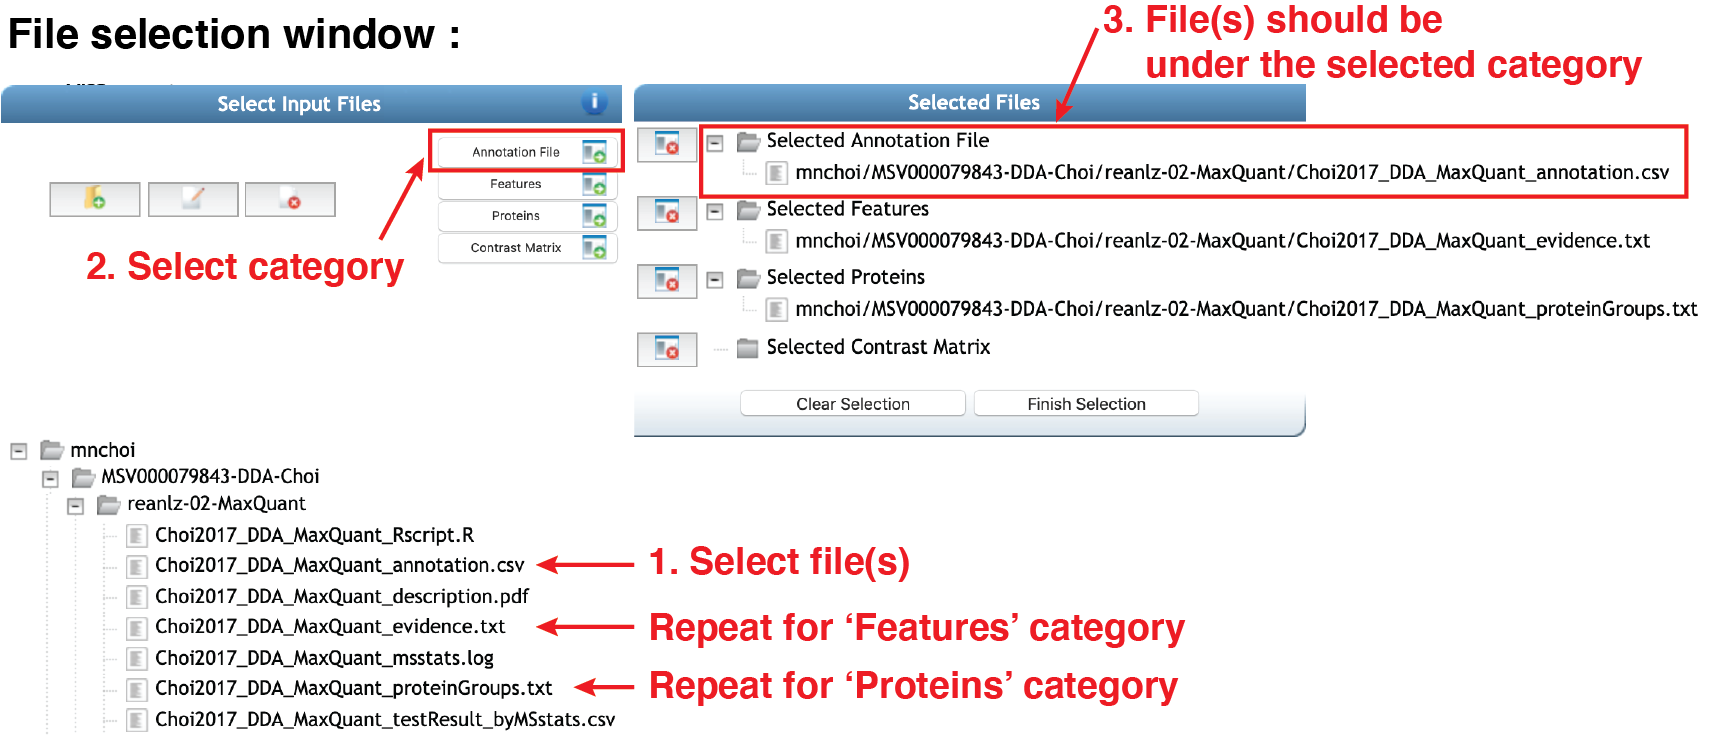 File selection window :
3. File(s) should be
under the selected category
Select Input Files
i
Annotation File
Features
Proteins
Contrast Matrix
2. Select category
Selected Files
Selected Annotation File
mnchoi/MSV000079843-DDA-Choi/reanlz-02-MaxQuant/Choi2017_DDA_MaxQuant_annotation.csv
Selected Features
mnchoi/MSV000079843-DDA-Choi/reanlz-02-MaxQuant/Choi2017_DDA_MaxQuant_evidence.txt
Selected Proteins
mnchoi/MSV000079843-DDA-Choi/reanlz-02-MaxQuant/Choi2017_DDA_MaxQuant_proteinGroups.txt
Selected Contrast Matrix
Clear Selection
Finish Selection
mnchoi
MSV000079843-DDA-Choi
reanlz-02-MaxQuant
Choi2017_DDA_MaxQuant_Rscript.R
Choi2017_DDA_MaxQuant_annotation.csv
Choi2017_DDA_MaxQuant_description.pdf
Choi2017_DDA_MaxQuant_evidence.txt
Choi2017_DDA_MaxQuant_msstats.log
Choi2017_DDA_MaxQuant_proteinGroups.txt
Choi2017_DDA_MaxQuant_testResult_byMSstats.csv
1. Select file(s)
Repeat for ‘Features’ category
Repeat for ‘Proteins’ category